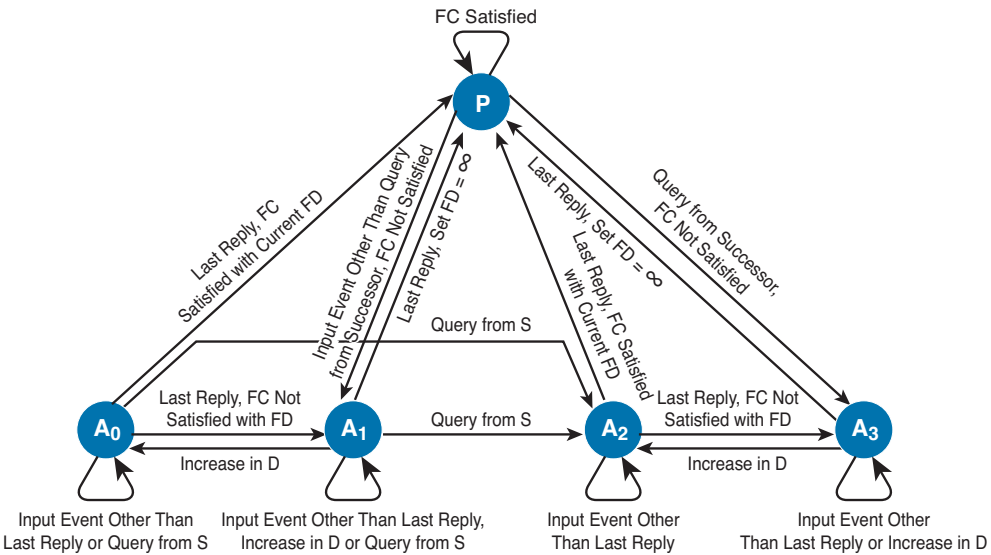 FC Satisfied
P
Last Reply, FC
Satisfied with Current FD
Input Event Other Than Query
from Successor, FC Not Satisfied
Last Reply, Set FD = ∞
Last Reply, FC Satisfied
with Current FD
Last Reply, Set FD = ∞
Query from Successor,
FC Not Satisfied
Query from S
A0
Last Reply, FC Not
Satisfied with FD
Increase in D
A1
Query from S
A2
Last Reply, FC Not
Satisfied with FD
Increase in D
A3
Input Event Other Than
Last Reply or Query from S
Input Event Other Than Last Reply,
Increase in D or Query from S
Input Event Other
Than Last Reply
Input Event Other
Than Last Reply or Increase in D